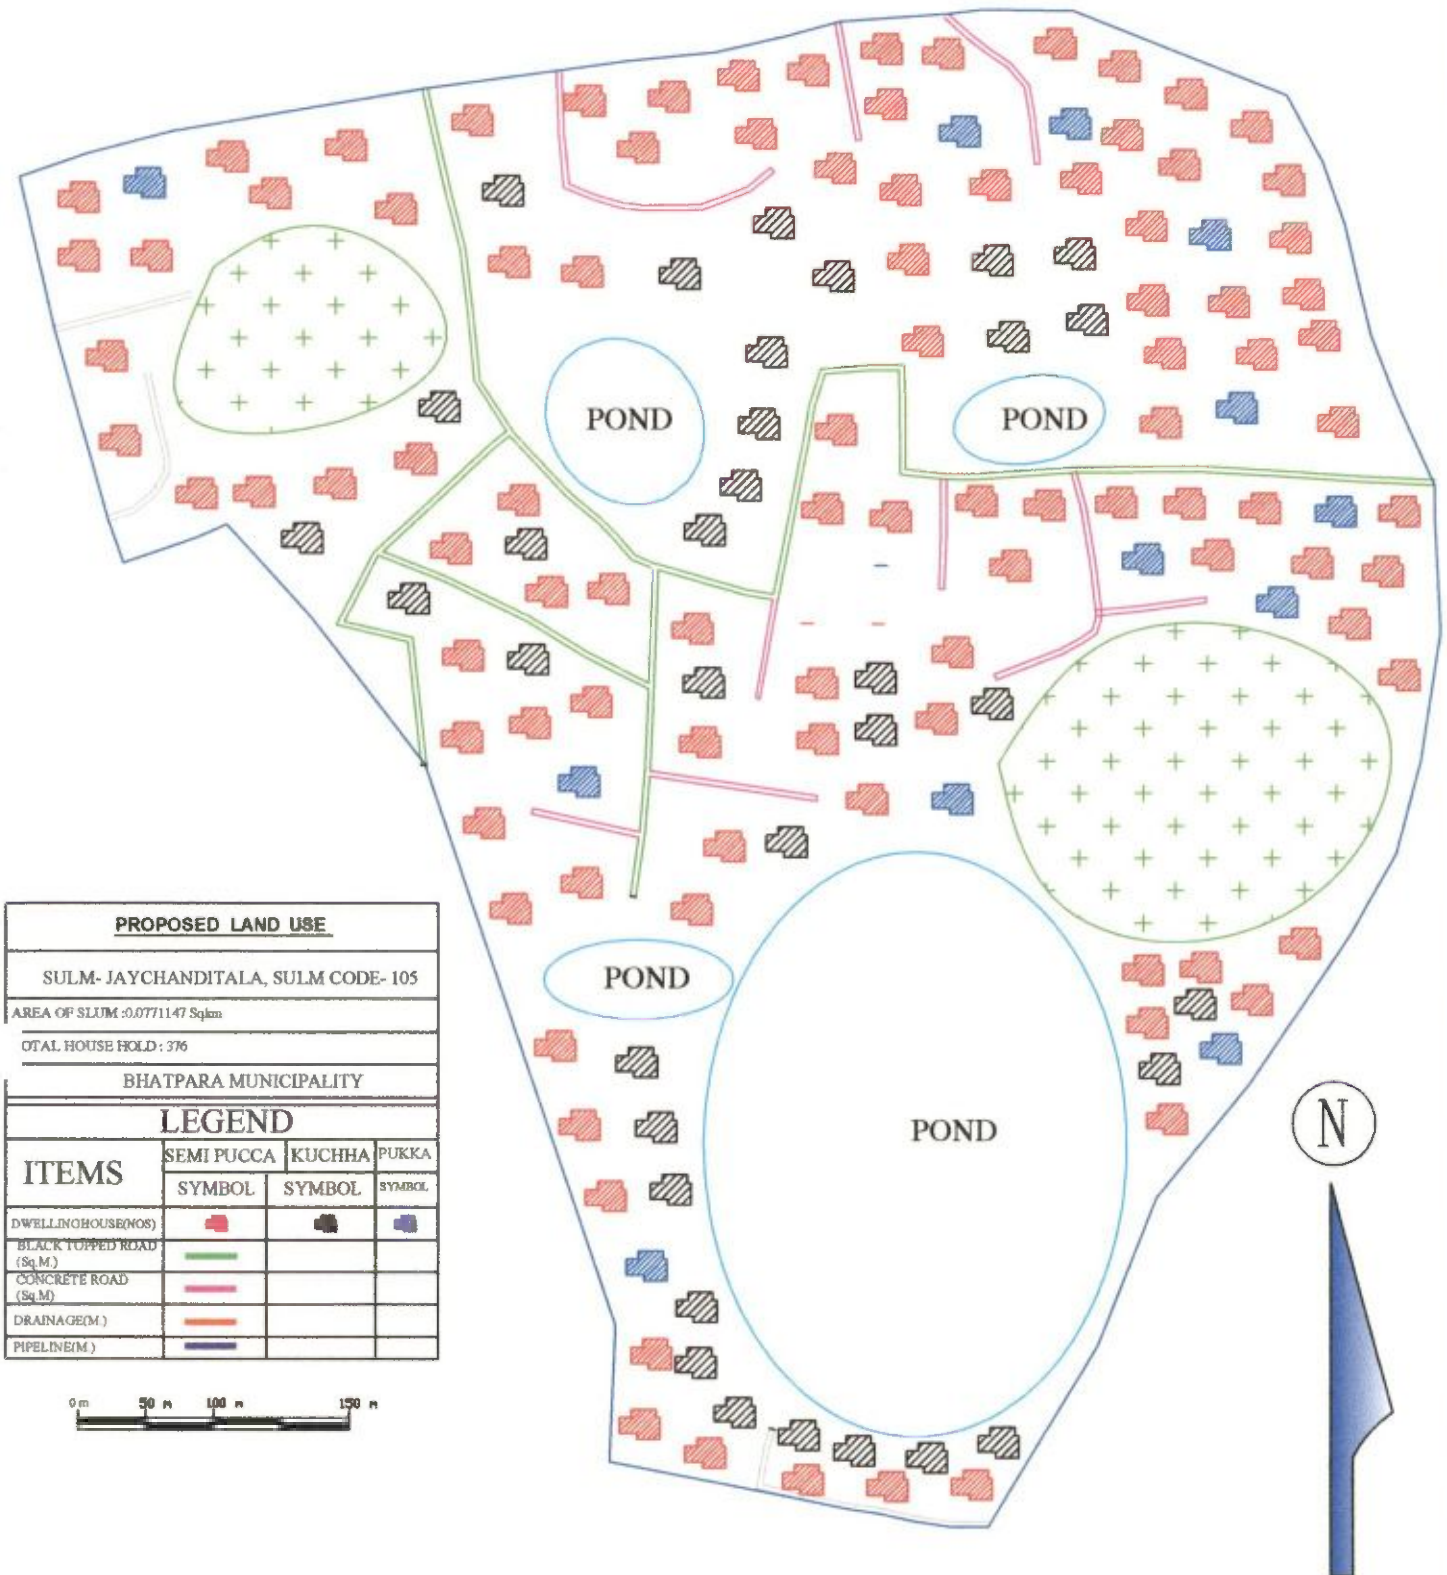 POND
POND
POND
POND
PROPOSED LAND USE
SULM- JAYCHANDITALA, SULM CODE- 105
AREA OF SLUM :0.0771147 Sqkm
OTAL HOUSE HOLD : 376
BHATPARA MUNICIPALITY
LEGEND
ITEMS
SEMI PUCCA KUCHHA PUKKA
SYMBOL SYMBOL SYMBOL
DWELLINGHOUSE(NOS)
BLACK TOPPED ROAD
(Sq.M.)
CONCRETE ROAD
(Sq.M)
DRAINAGE(M.)
PIPELINE(M.)
0 m 50 m 100 m 150 m
N